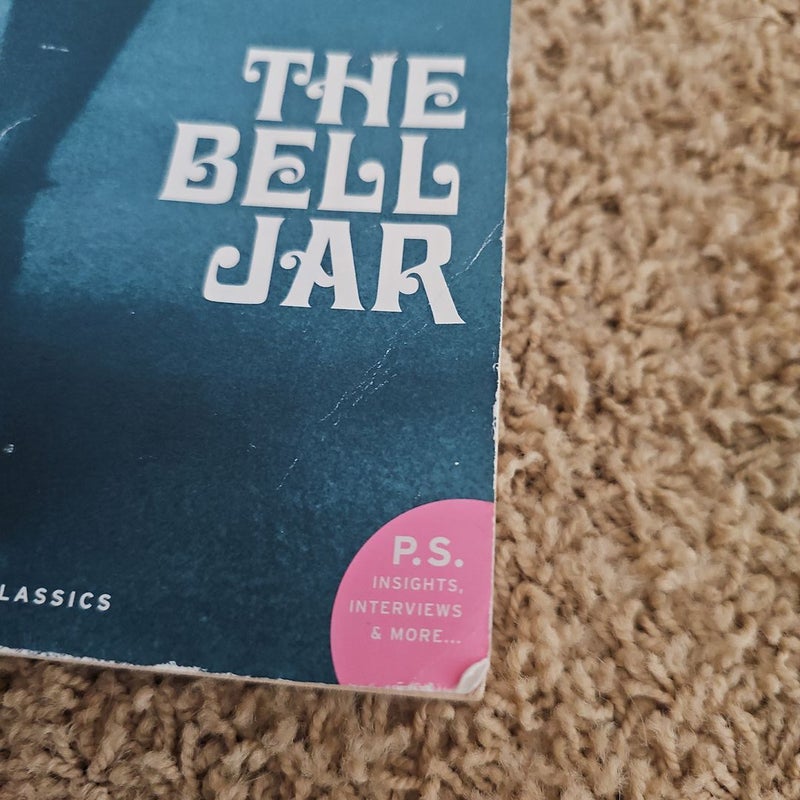 THE
BELL
JAR
P.S.
INSIGHTS,
INTERVIEWS
& MORE...
LASSICS